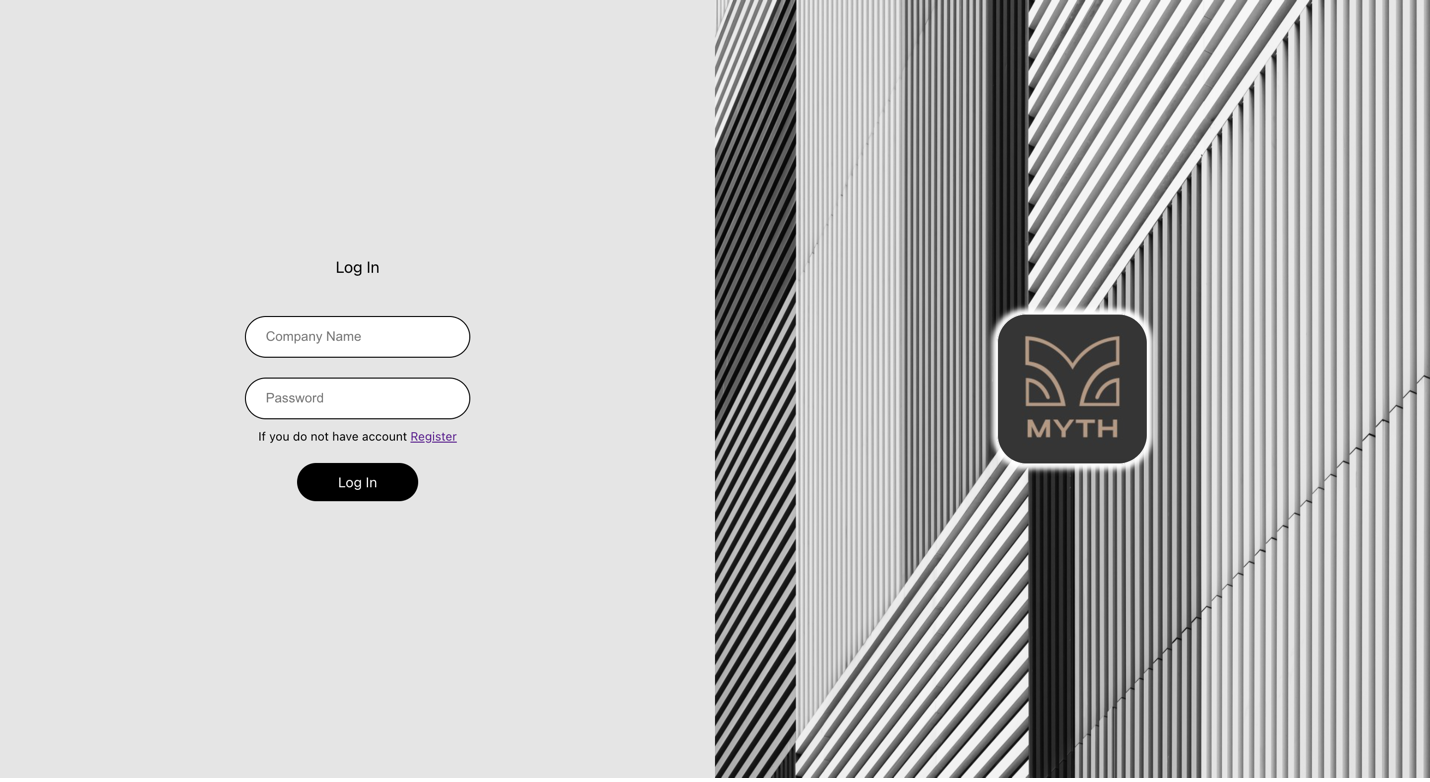 Log In
Company Name
Password
If you do not have account Register
Log In
MYTH